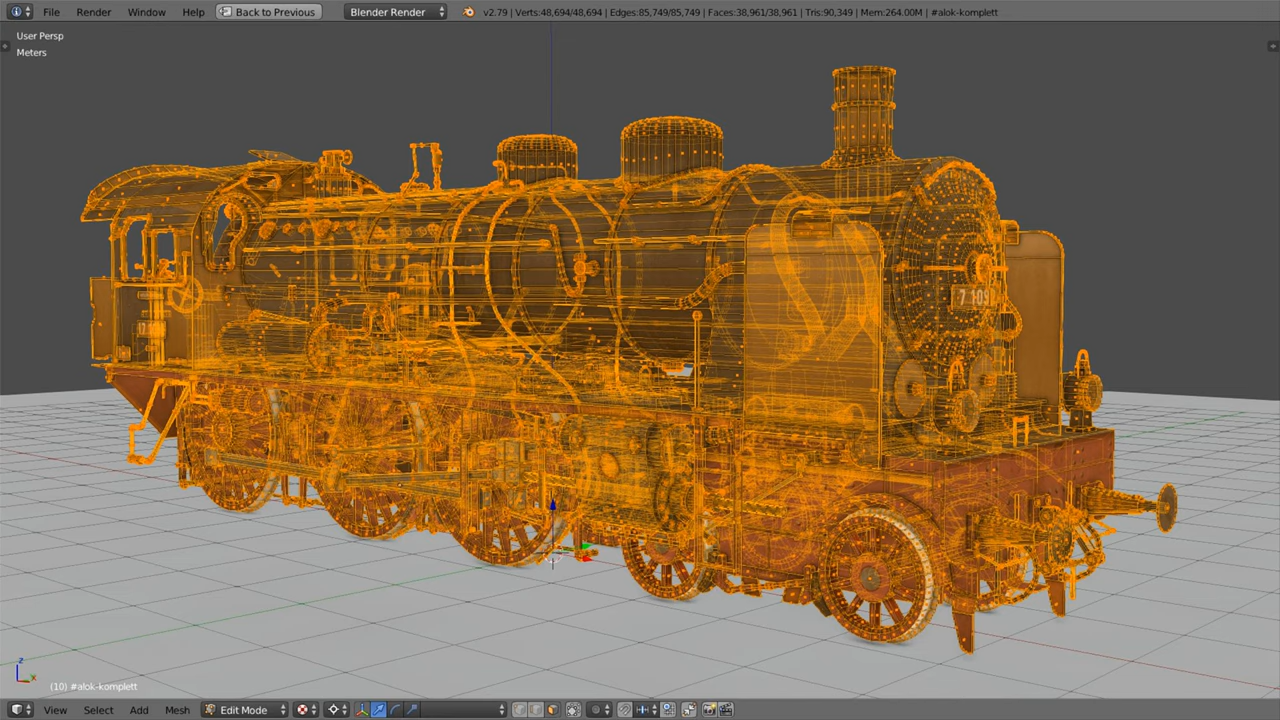 File Render Window Help Back to Previous Blender Render v2.79 | Verts:48,694/48,694 | Edges:85,749/85,749 | Faces:38,961/38,961 | Tris:90,349 | Mem:264.00M | #alok-komplett
User Persp
Meters
7 109
z
(10) #alok-komplett
View Select Add Mesh Edit Mode